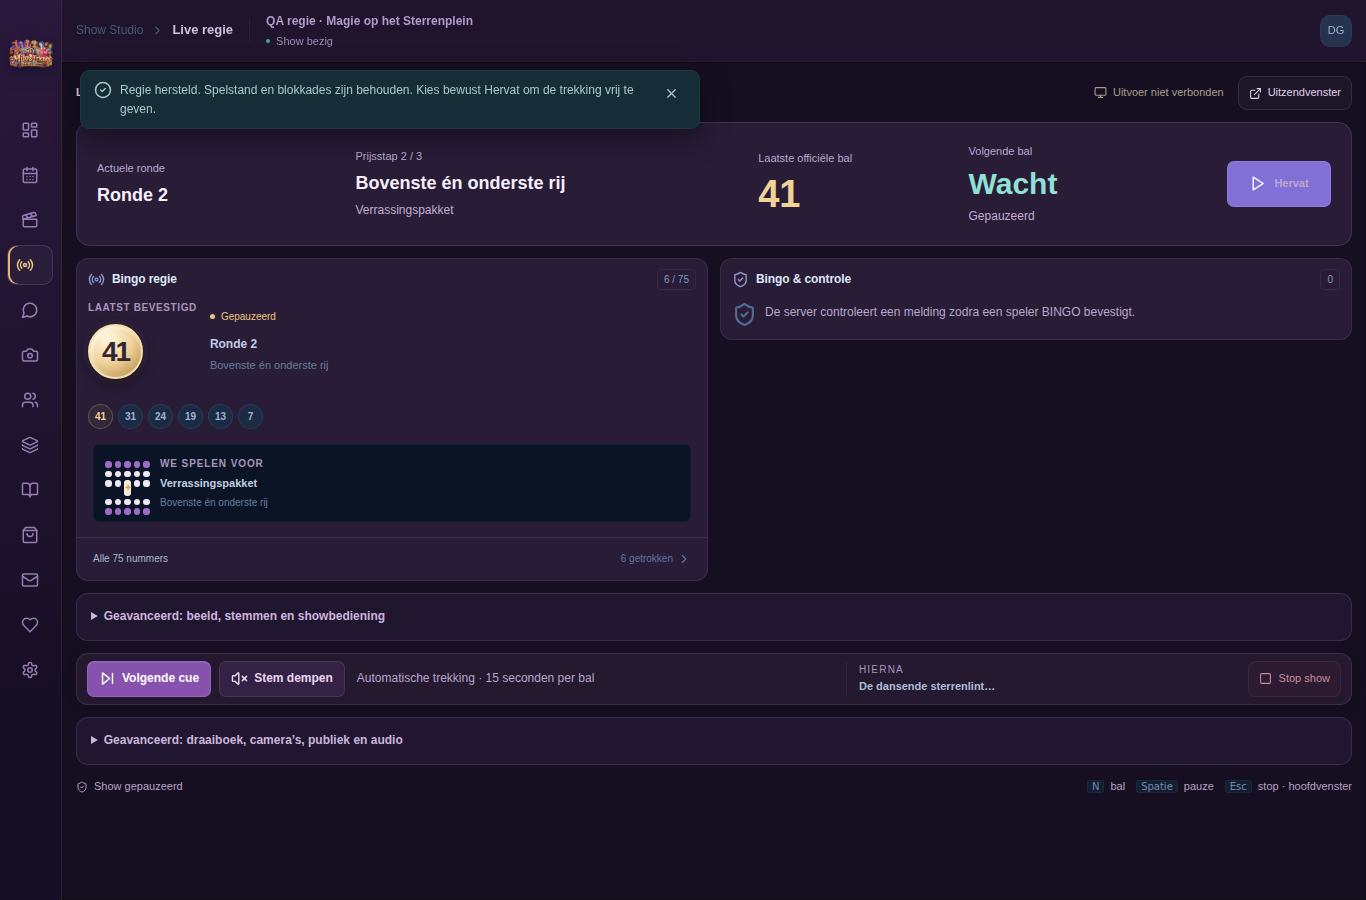 Show Studio
Live regie
QA regie · Magie op het Sterrenplein
Show bezig
DG
Regie hersteld. Spelstand en blokkades zijn behouden. Kies bewust Hervat om de trekking vrij te
geven.
Uitvoer niet verbonden
Uitzendvenster
Actuele ronde
Ronde 2
Prijsstap 2 / 3
Bovenste én onderste rij
Verrassingspakket
Laatste officiële bal
41
Volgende bal
Wacht
Gepauzeerd
Hervat
Bingo regie
6 / 75
LAATST BEVESTIGD
41
Gepauzeerd
Ronde 2
Bovenste én onderste rij
41 31 24 19 13 7
WE SPELEN VOOR
Verrassingspakket
Bovenste én onderste rij
Alle 75 nummers
6 getrokken
Bingo & controle
0
De server controleert een melding zodra een speler BINGO bevestigt.
Geavanceerd: beeld, stemmen en showbediening
Volgende cue
Stem dempen
Automatische trekking · 15 seconden per bal
HIERNA
De dansende sterrenlint…
Stop show
Geavanceerd: draaiboek, camera's, publiek en audio
Show gepauzeerd
N bal Spatie pauze Esc stop · hoofdvenster